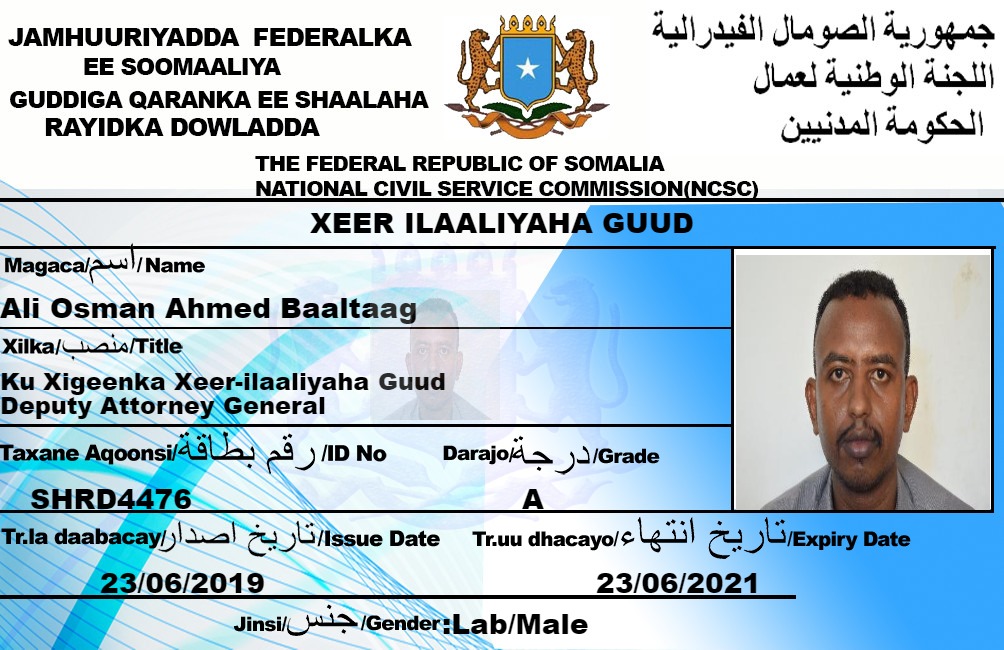 JAMHUURIYADDA FEDERALKA
EE SOOMAALIYA
GUDDIGA QARANKA EE SHAALAHA
RAYIDKA DOWLADDA
جمهورية الصومال الفيدرالية
اللجنة الوطنية لعمال
الحكومة المدنيين
THE FEDERAL REPUBLIC OF SOMALIA
NATIONAL CIVIL SERVICE COMMISSION(NCSC)
XEER ILAALIYAHA GUUD
Magaca/اسم/Name
Ali Osman Ahmed Baaltaag
Xilka/منصب/Title
Ku Xigeenka Xeer-ilaaliyaha Guud
Deputy Attorney General
Taxane Aqoonsi/رقم بطاقة/ID No Darajo/درجة/Grade
SHRD4476 A
Tr.la daabacay/تاريخ اصدار/Issue Date Tr.uu dhacayo/تاريخ انتهاء/Expiry Date
23/06/2019 23/06/2021
Jinsi/جنس/Gender:Lab/Male